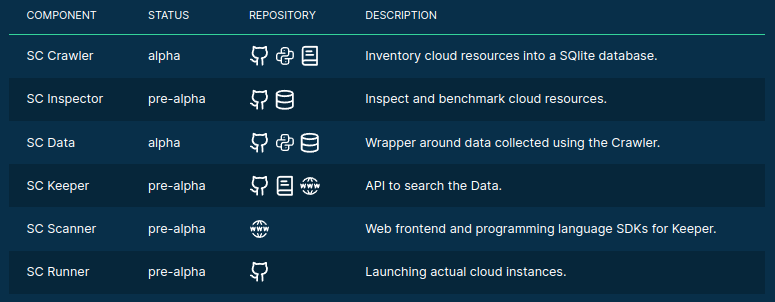 COMPONENT STATUS REPOSITORY DESCRIPTION
SC Crawler alpha Inventory cloud resources into a SQlite database.
SC Inspector pre-alpha Inspect and benchmark cloud resources.
SC Data alpha Wrapper around data collected using the Crawler.
SC Keeper pre-alpha www API to search the Data.
SC Scanner pre-alpha www Web frontend and programming language SDKs for Keeper.
SC Runner pre-alpha Launching actual cloud instances.